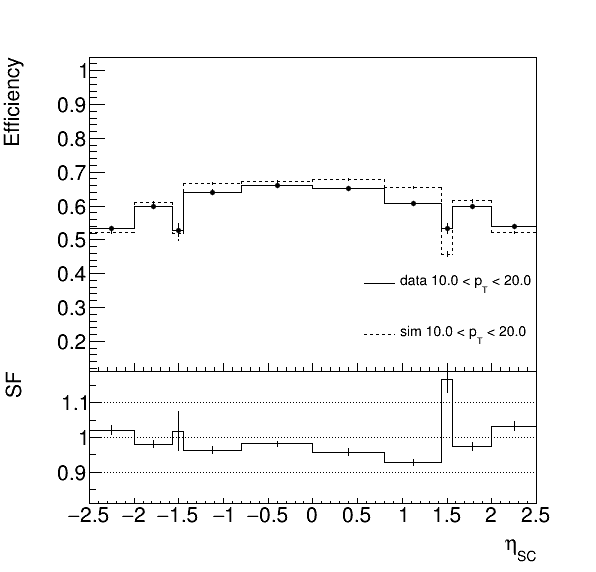 Efficiency
1
0.9
0.8
0.7
0.6
0.5
0.4
0.3
0.2
data 10.0 < p_T < 20.0
sim 10.0 < p_T < 20.0
SF
1.1
1
0.9
−2.5 −2 −1.5 −1 −0.5 0 0.5 1 1.5 2 2.5
η_SC